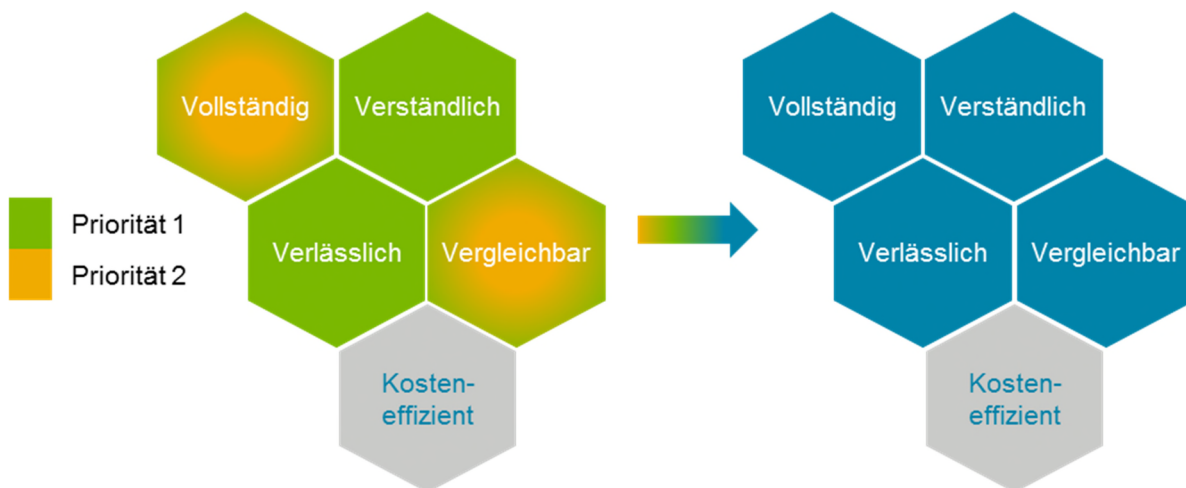 Vollständig
Verständlich
Verlässlich
Vergleichbar
Kosten-
effizient
Priorität 1
Priorität 2
Vollständig
Verständlich
Verlässlich
Vergleichbar
Kosten-
effizient